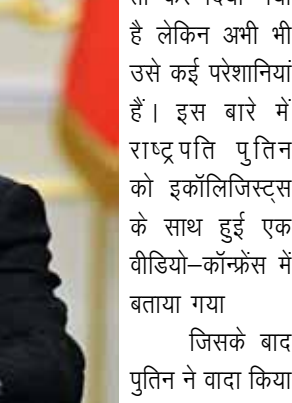 है लेकिन अभी भी
उसे कई परेशानियां
हैं। इस बारे में
राष्ट्रपति पुतिन
को इकॉलिजिस्ट्स
के साथ हुई एक
वीडियो–कॉन्फ्रेंस में
बताया गया
जिसके बाद
पुतिन ने वादा किया